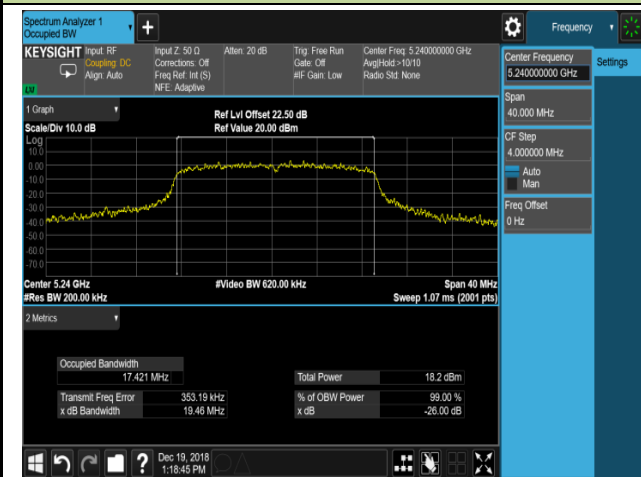 Spectrum Analyzer 1
Occupied BW
+
Frequency
KEYSIGHT
Input: RF
Coupling: DC
Align: Auto
Input Z: 50 Ω
Corrections: Off
Freq Ref: Int (S)
NFE: Adaptive
Atten: 20 dB
Trig: Free Run
Gate: Off
#IF Gain: Low
Center Freq: 5.240000000 GHz
Avg|Hold:>10/10
Radio Std: None
Center Frequency
5.240000000 GHz
Settings
Span
40.000 MHz
CF Step
4.000000 MHz
Auto
Man
Freq Offset
0 Hz
1 Graph
Scale/Div 10.0 dB
Ref Lvl Offset 22.50 dB
Ref Value 20.00 dBm
Log
10.0
0.00
-10.0
-20.0
-30.0
-40.0
-50.0
-60.0
-70.0
Center 5.24 GHz
#Res BW 200.00 kHz
#Video BW 620.00 kHz
Span 40 MHz
Sweep 1.07 ms (2001 pts)
2 Metrics
Occupied Bandwidth
17.421 MHz
Total Power 18.2 dBm
Transmit Freq Error 353.19 kHz
% of OBW Power 99.00 %
x dB Bandwidth 19.46 MHz
x dB -26.00 dB
?
Dec 19, 2018
1:18:45 PM